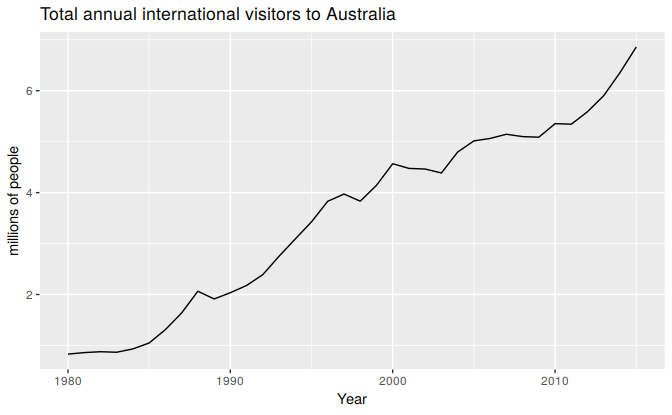 Total annual international visitors to Australia
millions of people
6
4
2
1980 1990 2000 2010
Year